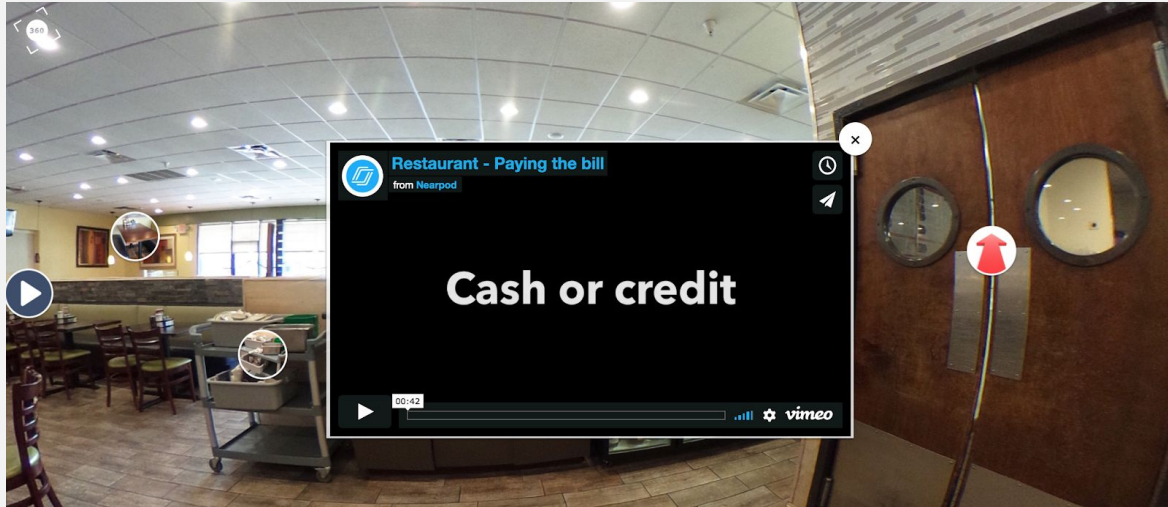 360
Restaurant - Paying the bill
from Nearpod
Cash or credit
00:42
vimeo